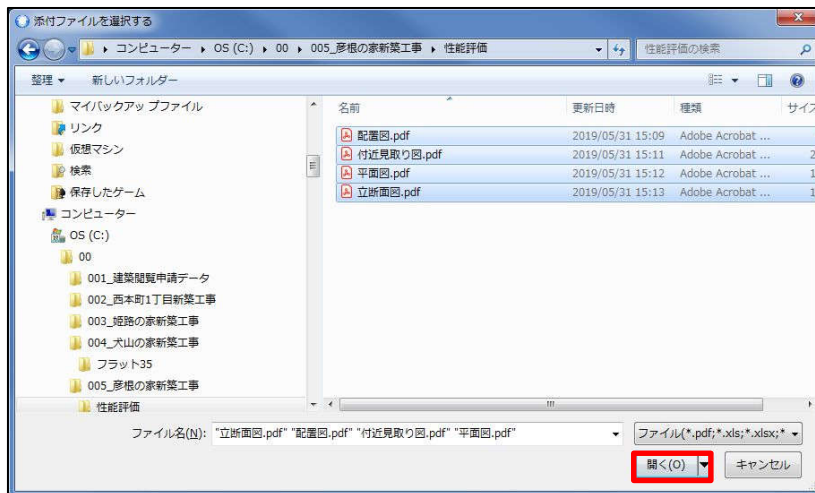 添付ファイルを選択する
コンピューター ▸ OS (C:) ▸ 00 ▸ 005_彦根の家新築工事 ▸ 性能評価
性能評価の検索
整理 新しいフォルダー
名前 更新日時 種類 サイズ
配置図.pdf 2019/05/31 15:09 Adobe Acrobat ...
付近見取り図.pdf 2019/05/31 15:11 Adobe Acrobat ... 2
平面図.pdf 2019/05/31 15:12 Adobe Acrobat ... 1
立断面図.pdf 2019/05/31 15:13 Adobe Acrobat ... 1
マイバックアップファイル
リンク
仮想マシン
検索
保存したゲーム
コンピューター
OS (C:)
00
001_建築閲覧申請データ
002_西本町1丁目新築工事
003_姫路の家新築工事
004_犬山の家新築工事
フラット35
005_彦根の家新築工事
性能評価
ファイル名(N): "立断面図.pdf" "配置図.pdf" "付近見取り図.pdf" "平面図.pdf"
ファイル(*.pdf;*.xls;*.xlsx;*
開く(O) キャンセル